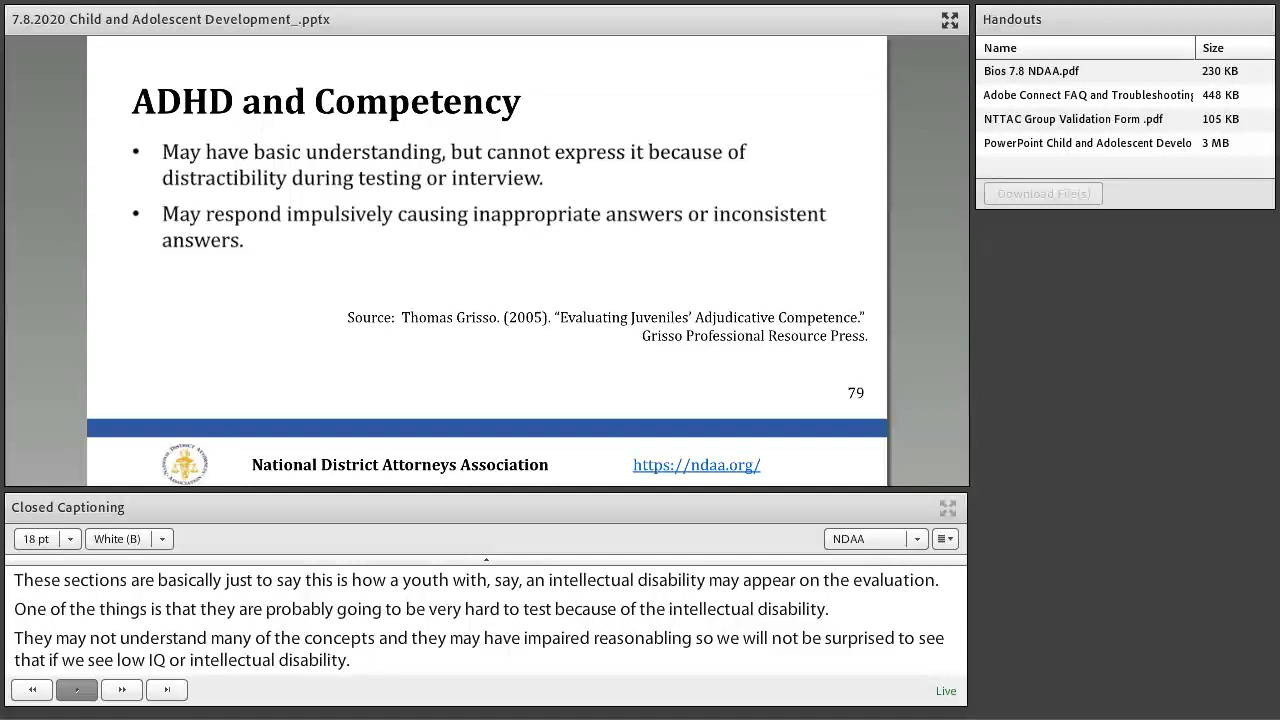 7.8.2020 Child and Adolescent Development_.pptx
ADHD and Competency
• May have basic understanding, but cannot express it because of
distractibility during testing or interview.
• May respond impulsively causing inappropriate answers or inconsistent
answers.
Source: Thomas Grisso. (2005). “Evaluating Juveniles’ Adjudicative Competence.”
Grisso Professional Resource Press.
79
National District Attorneys Association https://ndaa.org/
Handouts
Name Size
Bios 7.8 NDAA.pdf 230 KB
Adobe Connect FAQ and Troubleshooting 448 KB
NTTAC Group Validation Form .pdf 105 KB
PowerPoint Child and Adolescent Develo 3 MB
Download File(s)
Closed Captioning
18 pt White (B) NDAA
These sections are basically just to say this is how a youth with, say, an intellectual disability may appear on the evaluation.
One of the things is that they are probably going to be very hard to test because of the intellectual disability.
They may not understand many of the concepts and they may have impaired reasonabling so we will not be surprised to see
that if we see low IQ or intellectual disability.
Live